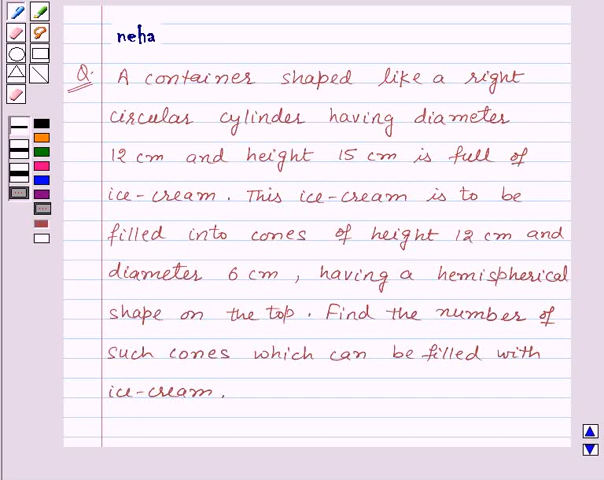 neha
Q. A container shaped like a right
circular cylinder having diameter
12 cm and height 15 cm is full of
ice-cream. This ice-cream is to be
filled into cones of height 12 cm and
diameter 6 cm, having a hemispherical
shape on the top. Find the number of
such cones which can be filled with
ice-cream.